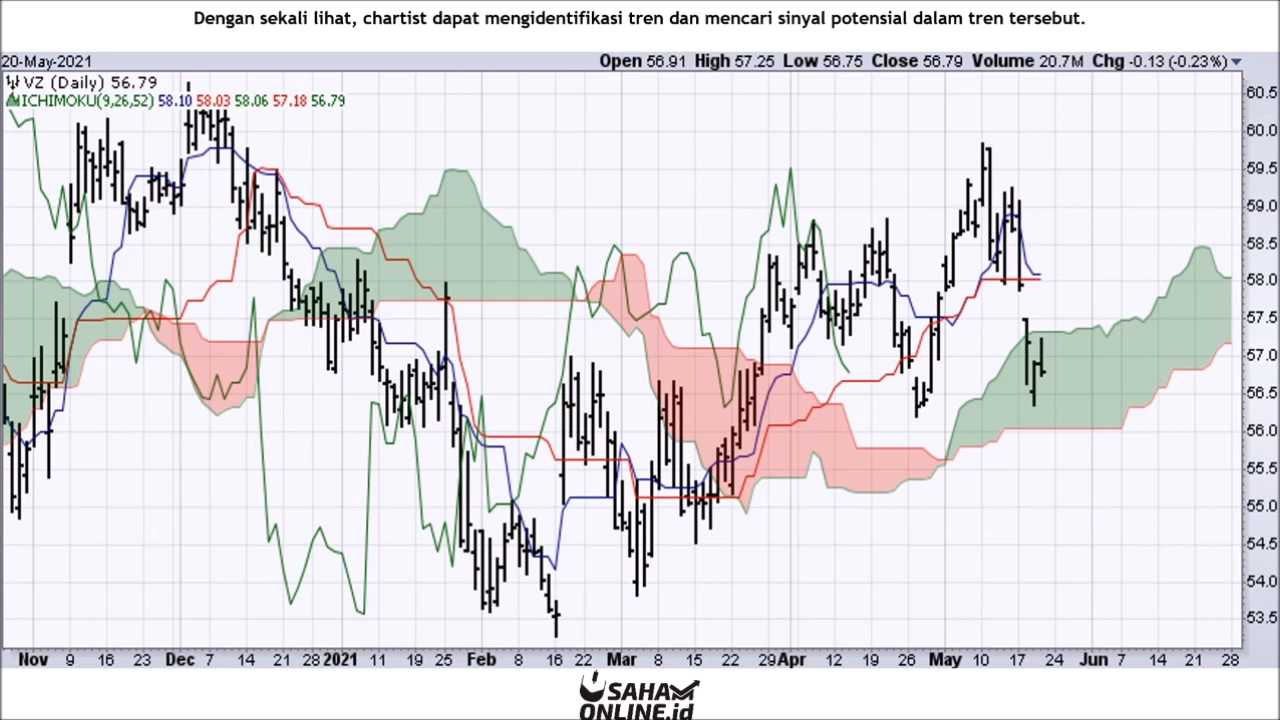 Dengan sekali lihat, chartist dapat mengidentifikasi tren dan mencari sinyal potensial dalam tren tersebut.
20-May-2021 Open 56.91 High 57.25 Low 56.75 Close 56.79 Volume 20.7M Chg -0.13 (-0.23%)
VZ (Daily) 56.79
ICHIMOKU(9,26,52) 58.10 58.03 58.06 57.18 56.79
60.5
60.0
59.5
59.0
58.5
58.0
57.5
57.0
56.5
56.0
55.5
55.0
54.5
54.0
53.5
Nov 9 16 23 Dec 7 14 21 28 2021 11 19 25 Feb 8 16 22 Mar 8 15 22 29 Apr 12 19 26 May 10 17 24 Jun 7 14 21 28
SAHAM
ONLINE.id